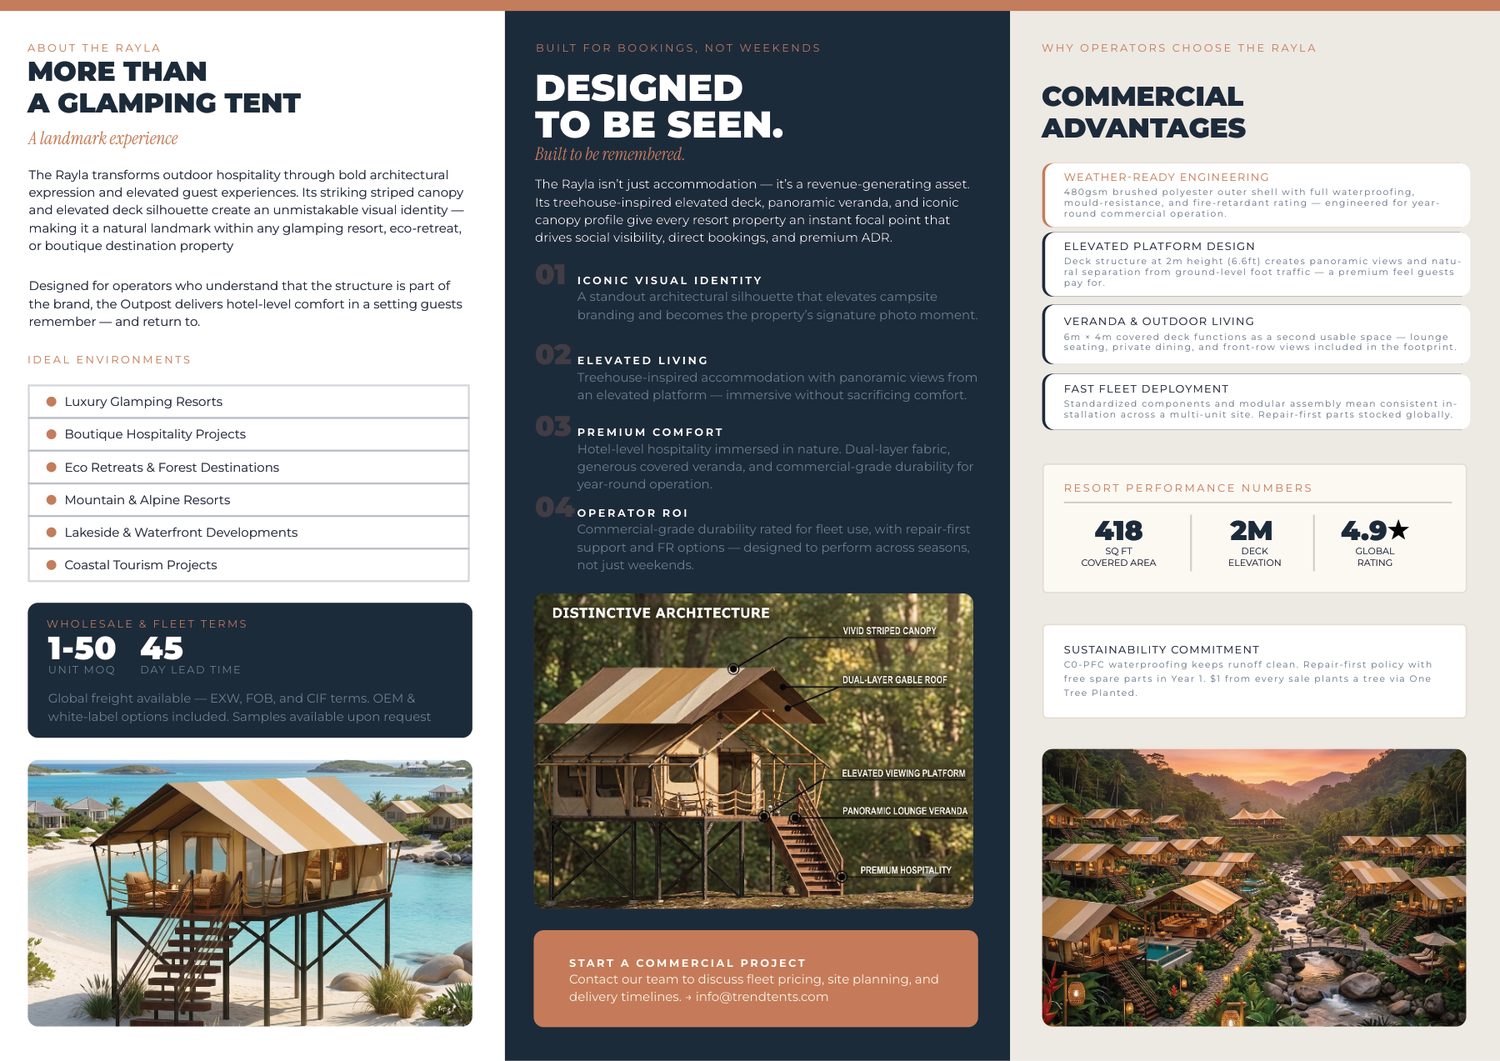 ABOUT THE RAYLA
MORE THAN
A GLAMPING TENT
A landmark experience
The Rayla transforms outdoor hospitality through bold architectural
expression and elevated guest experiences. Its striking striped canopy
and elevated deck silhouette create an unmistakable visual identity —
making it a natural landmark within any glamping resort, eco-retreat,
or boutique destination property
Designed for operators who understand that the structure is part of
the brand, the Outpost delivers hotel-level comfort in a setting guests
remember — and return to.
IDEAL ENVIRONMENTS
Luxury Glamping Resorts
Boutique Hospitality Projects
Eco Retreats & Forest Destinations
Mountain & Alpine Resorts
Lakeside & Waterfront Developments
Coastal Tourism Projects
WHOLESALE & FLEET TERMS
1-50 45
UNIT MOQ DAY LEAD TIME
Global freight available — EXW, FOB, and CIF terms. OEM &
white-label options included. Samples available upon request
BUILT FOR BOOKINGS, NOT WEEKENDS
DESIGNED
TO BE SEEN.
Built to be remembered.
The Rayla isn't just accommodation — it's a revenue-generating asset.
Its treehouse-inspired elevated deck, panoramic veranda, and iconic
canopy profile give every resort property an instant focal point that
drives social visibility, direct bookings, and premium ADR.
01 ICONIC VISUAL IDENTITY
A standout architectural silhouette that elevates campsite
branding and becomes the property's signature photo moment.
02 ELEVATED LIVING
Treehouse-inspired accommodation with panoramic views from
an elevated platform — immersive without sacrificing comfort.
03 PREMIUM COMFORT
Hotel-level hospitality immersed in nature. Dual-layer fabric,
generous covered veranda, and commercial-grade durability for
year-round operation.
04 OPERATOR ROI
Commercial-grade durability rated for fleet use, with repair-first
support and FR options — designed to perform across seasons,
not just weekends.
DISTINCTIVE ARCHITECTURE
VIVID STRIPED CANOPY
DUAL-LAYER GABLE ROOF
ELEVATED VIEWING PLATFORM
PANORAMIC LOUNGE VERANDA
PREMIUM HOSPITALITY
START A COMMERCIAL PROJECT
Contact our team to discuss fleet pricing, site planning, and
delivery timelines. → info@trendtents.com
WHY OPERATORS CHOOSE THE RAYLA
COMMERCIAL
ADVANTAGES
WEATHER-READY ENGINEERING
480gsm brushed polyester outer shell with full waterproofing,
mould-resistance, and fire-retardant rating — engineered for year-
round commercial operation.
ELEVATED PLATFORM DESIGN
Deck structure at 2m height (6.6ft) creates panoramic views and natu-
ral separation from ground-level foot traffic — a premium feel guests
pay for.
VERANDA & OUTDOOR LIVING
6m × 4m covered deck functions as a second usable space — lounge
seating, private dining, and front-row views included in the footprint.
FAST FLEET DEPLOYMENT
Standardized components and modular assembly mean consistent in-
stallation across a multi-unit site. Repair-first parts stocked globally.
RESORT PERFORMANCE NUMBERS
418 2M 4.9★
SQ FT DECK GLOBAL
COVERED AREA ELEVATION RATING
SUSTAINABILITY COMMITMENT
C0-PFC waterproofing keeps runoff clean. Repair-first policy with
free spare parts in Year 1. $1 from every sale plants a tree via One
Tree Planted.